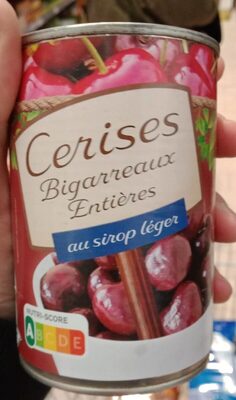 Cerises
Bigarreaux
Entières
au sirop léger
NUTRI-SCORE
A B C D E